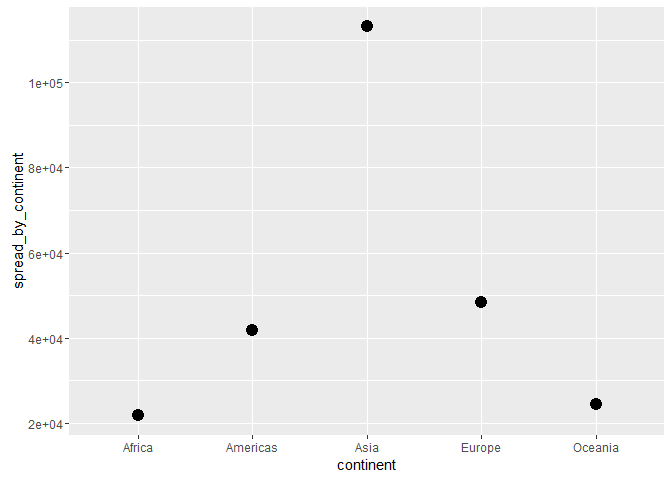 spread_by_continent
1e+05
8e+04
6e+04
4e+04
2e+04
Africa Americas Asia Europe Oceania
continent